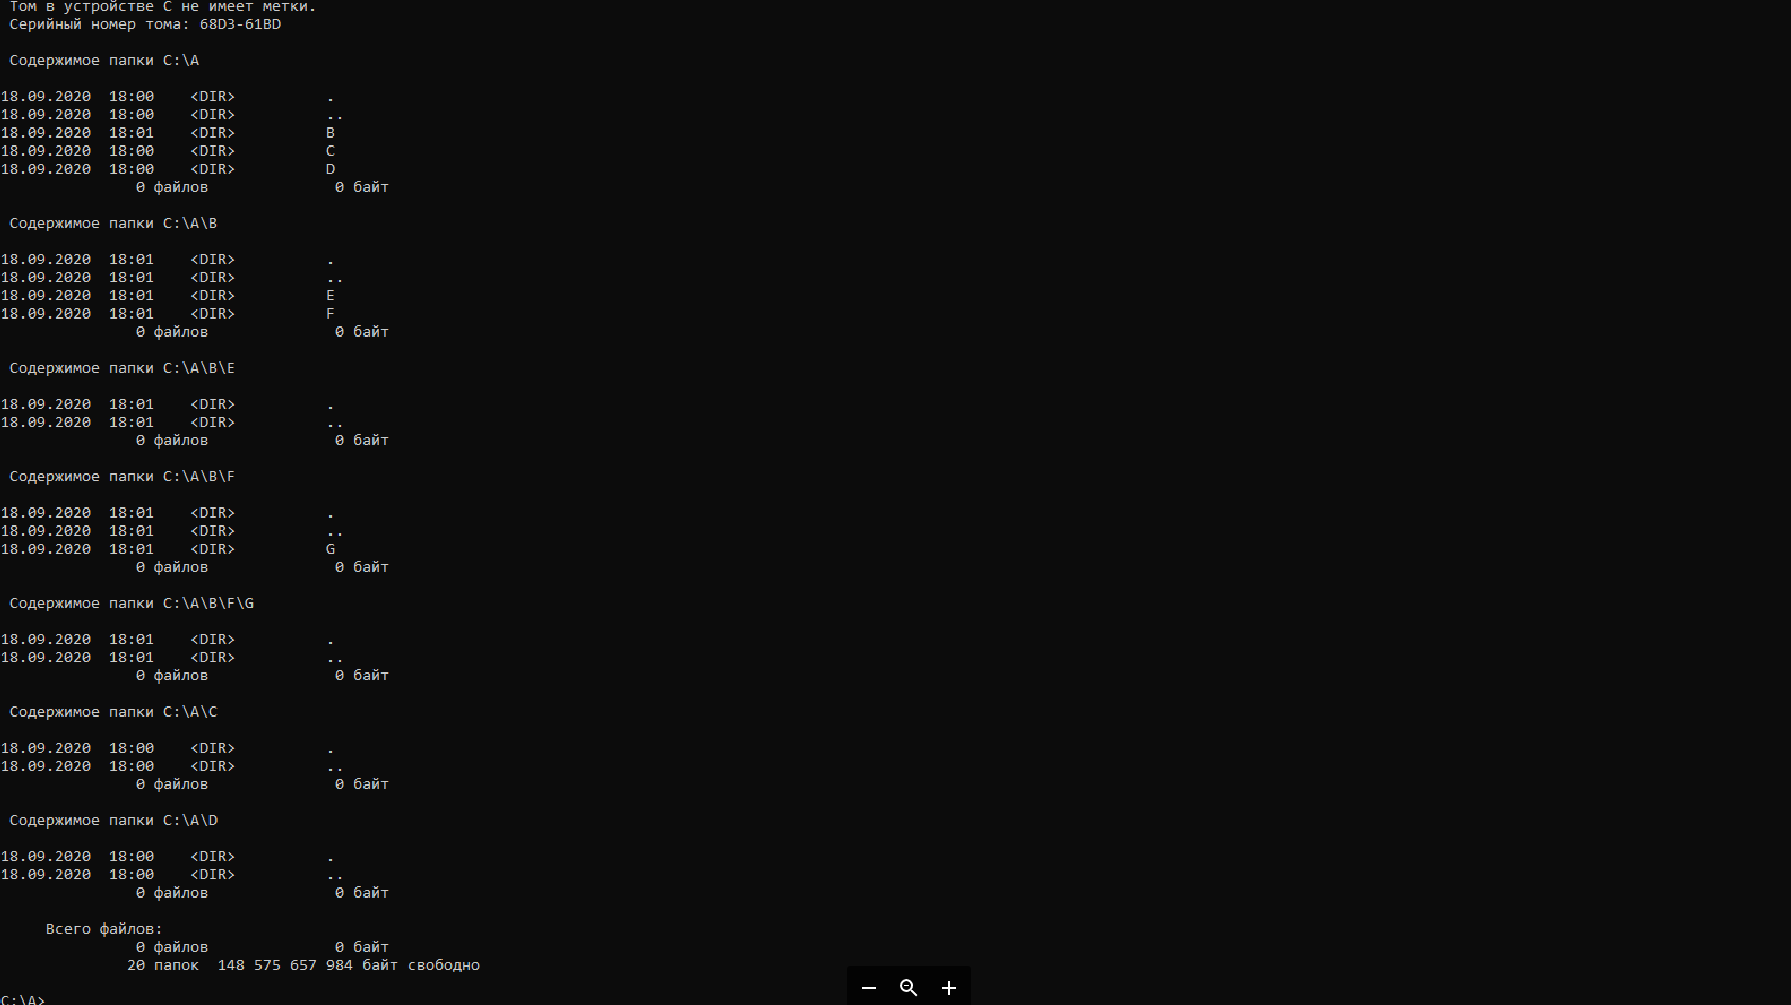 Том в устройстве C не имеет метки.
Серийный номер тома: 68D3-61BD
Содержимое папки C:\A
18.09.2020  18:00    <DIR>          .
18.09.2020  18:00    <DIR>          ..
18.09.2020  18:01    <DIR>          B
18.09.2020  18:00    <DIR>          C
18.09.2020  18:00    <DIR>          D
0 файлов              0 байт
Содержимое папки C:\A\B
18.09.2020  18:01    <DIR>          .
18.09.2020  18:01    <DIR>          ..
18.09.2020  18:01    <DIR>          E
18.09.2020  18:01    <DIR>          F
0 файлов              0 байт
Содержимое папки C:\A\B\E
18.09.2020  18:01    <DIR>          .
18.09.2020  18:01    <DIR>          ..
0 файлов              0 байт
Содержимое папки C:\A\B\F
18.09.2020  18:01    <DIR>          .
18.09.2020  18:01    <DIR>          ..
18.09.2020  18:01    <DIR>          G
0 файлов              0 байт
Содержимое папки C:\A\B\F\G
18.09.2020  18:01    <DIR>          .
18.09.2020  18:01    <DIR>          ..
0 файлов              0 байт
Содержимое папки C:\A\C
18.09.2020  18:00    <DIR>          .
18.09.2020  18:00    <DIR>          ..
0 файлов              0 байт
Содержимое папки C:\A\D
18.09.2020  18:00    <DIR>          .
18.09.2020  18:00    <DIR>          ..
0 файлов              0 байт
Всего файлов:
0 файлов              0 байт
20 папок  148 575 657 984 байт свободно
C:\A>